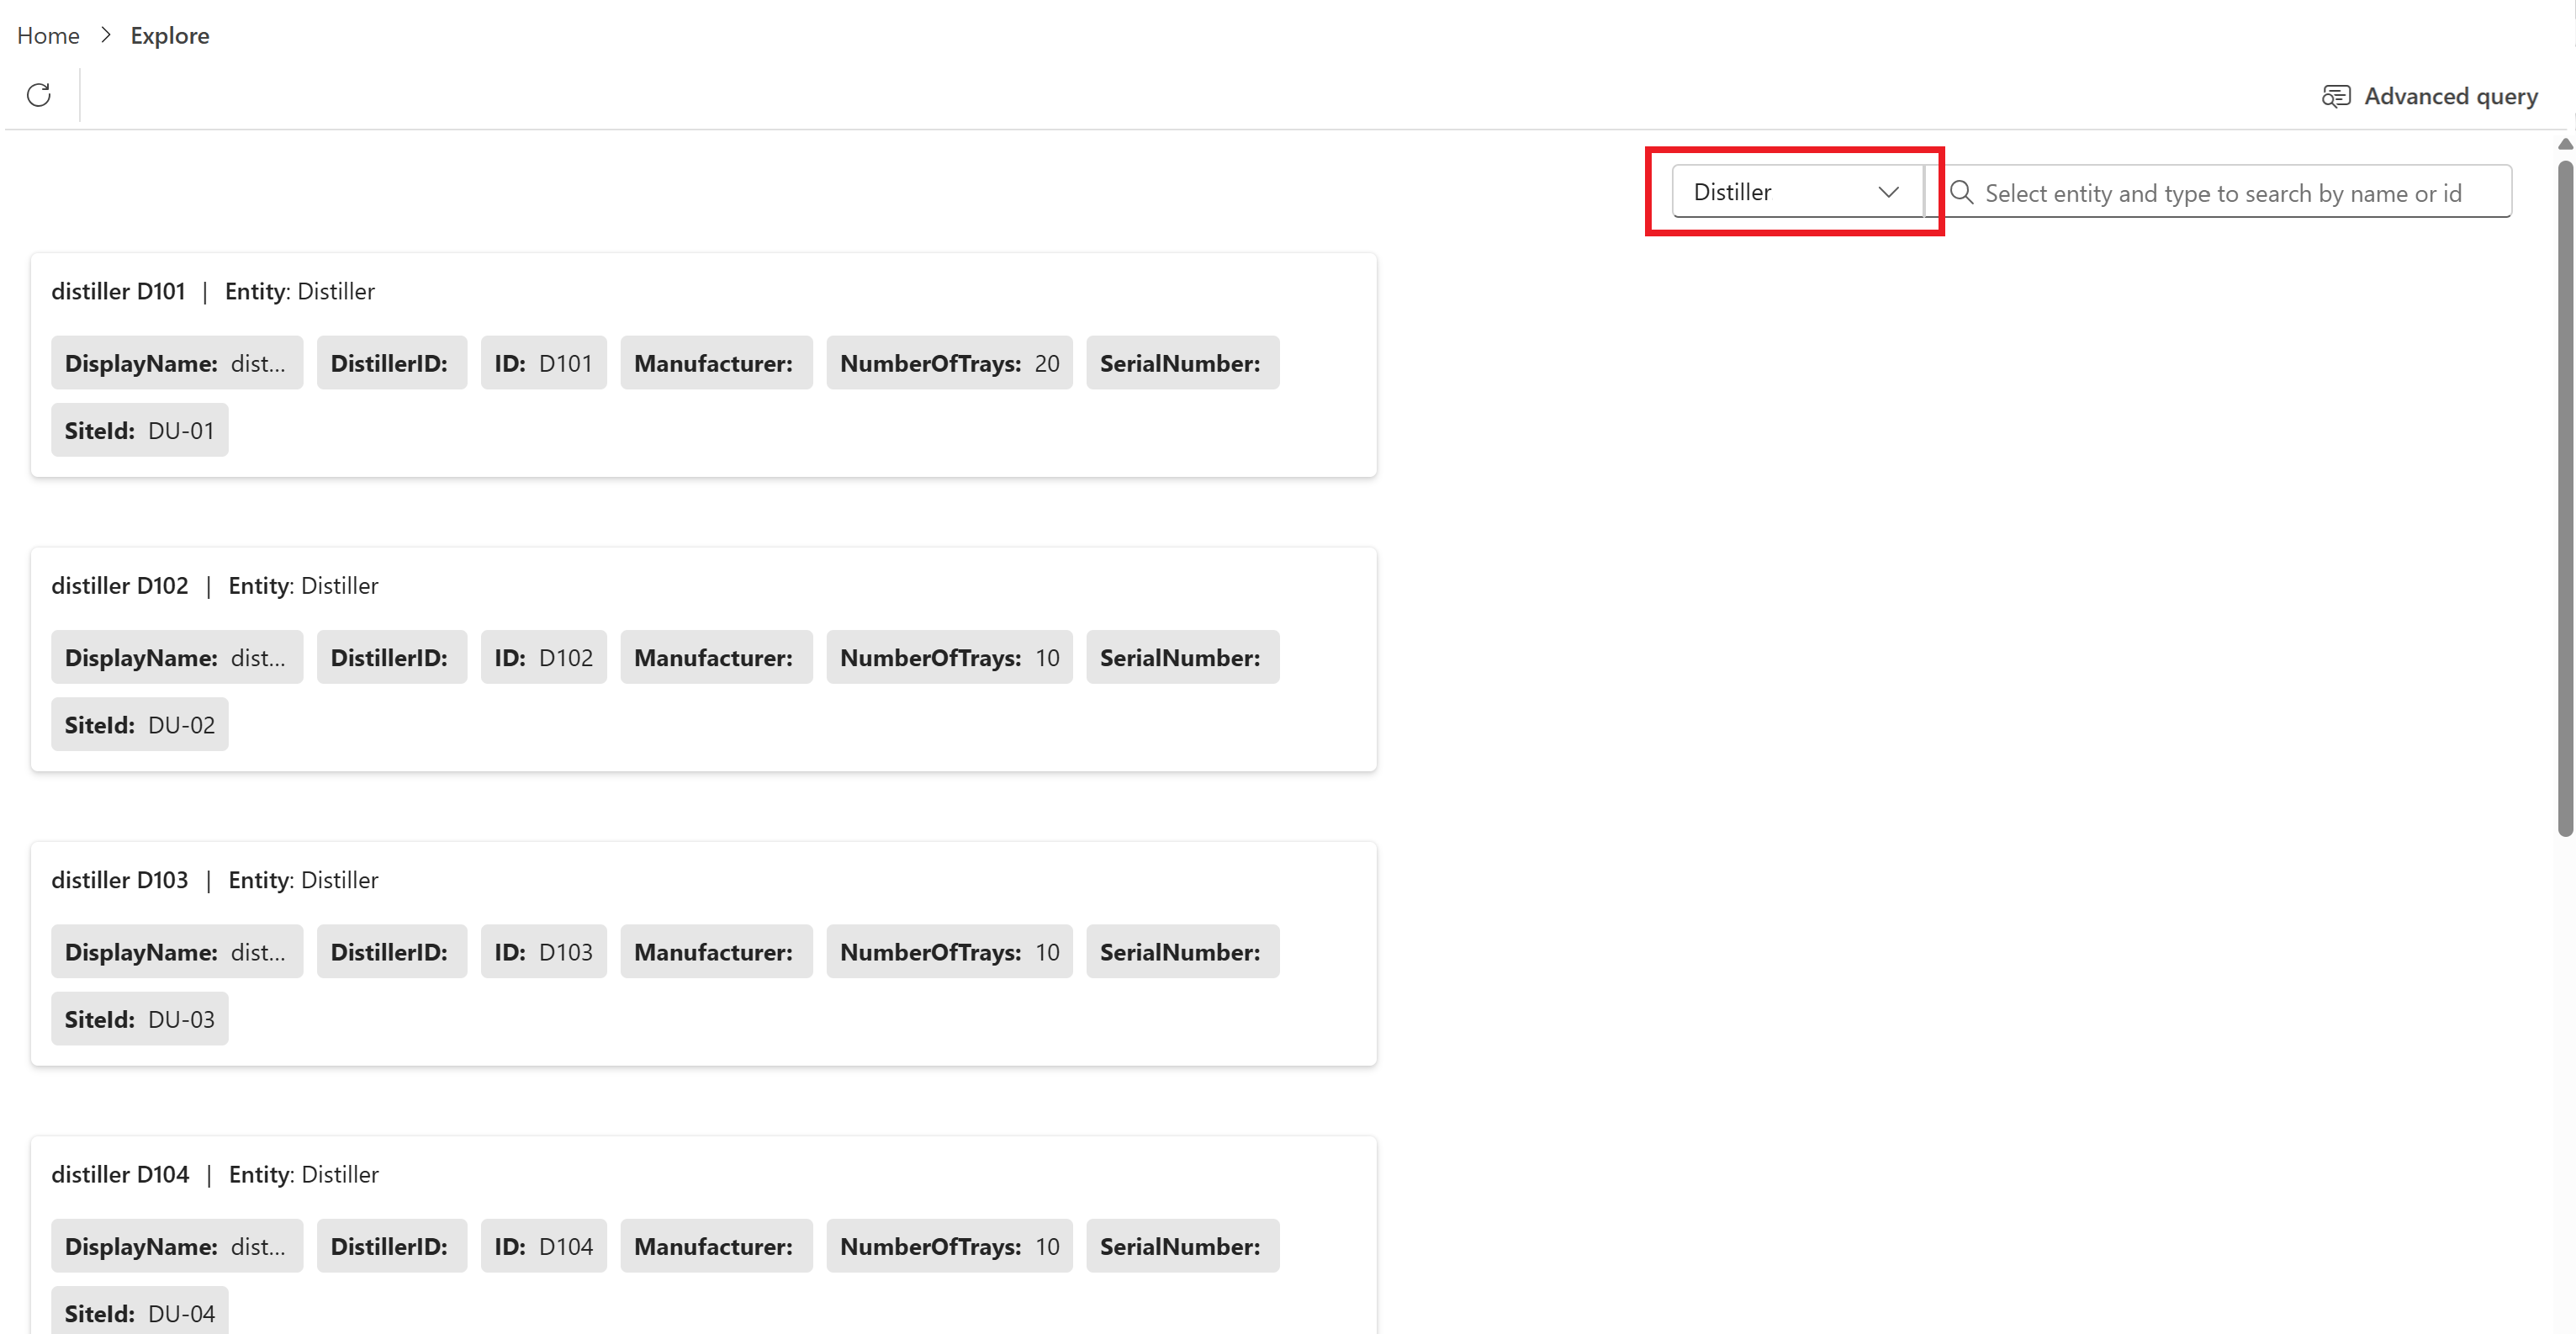 Home > Explore
Advanced query
Distiller
Select entity and type to search by name or id
distiller D101 | Entity: Distiller
DisplayName: dist... DistillerID: ID: D101 Manufacturer: NumberOfTrays: 20 SerialNumber:
SiteId: DU-01
distiller D102 | Entity: Distiller
DisplayName: dist... DistillerID: ID: D102 Manufacturer: NumberOfTrays: 10 SerialNumber:
SiteId: DU-02
distiller D103 | Entity: Distiller
DisplayName: dist... DistillerID: ID: D103 Manufacturer: NumberOfTrays: 10 SerialNumber:
SiteId: DU-03
distiller D104 | Entity: Distiller
DisplayName: dist... DistillerID: ID: D104 Manufacturer: NumberOfTrays: 10 SerialNumber:
SiteId: DU-04